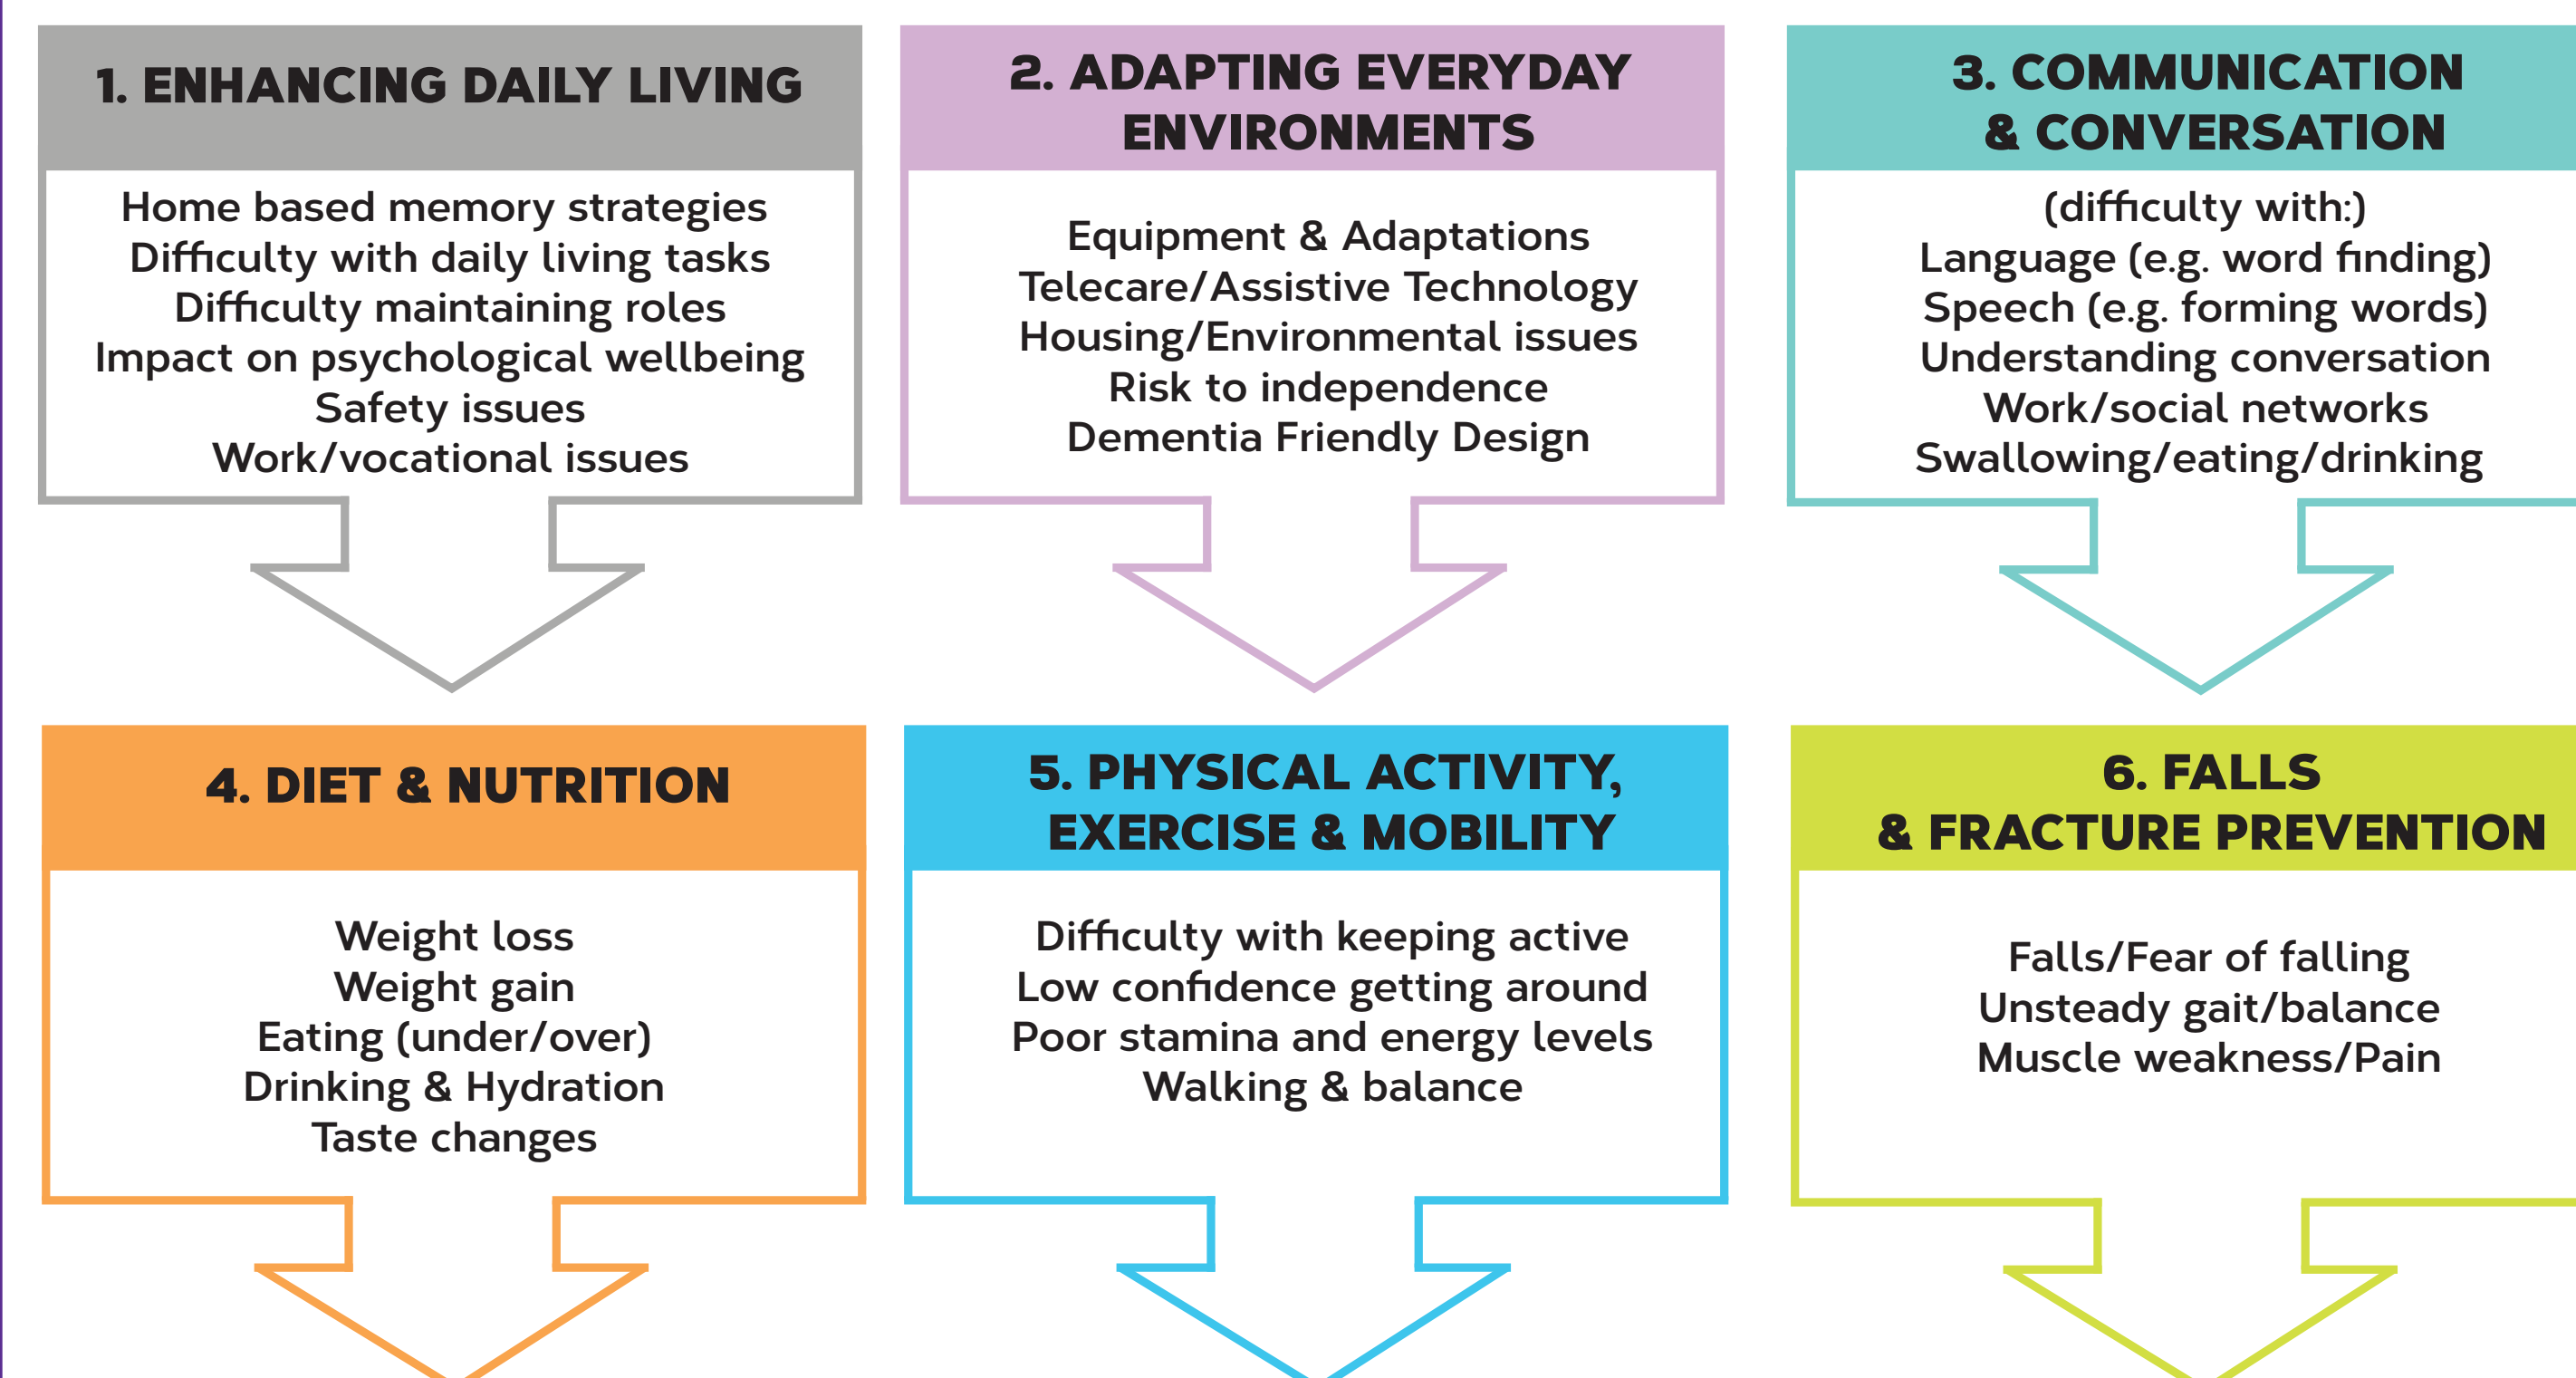 1. ENHANCING DAILY LIVING
Home based memory strategies
Difficulty with daily living tasks
Difficulty maintaining roles
Impact on psychological wellbeing
Safety issues
Work/vocational issues
2. ADAPTING EVERYDAY
ENVIRONMENTS
Equipment & Adaptations
Telecare/Assistive Technology
Housing/Environmental issues
Risk to independence
Dementia Friendly Design
3. COMMUNICATION
& CONVERSATION
(difficulty with:)
Language (e.g. word finding)
Speech (e.g. forming words)
Understanding conversation
Work/social networks
Swallowing/eating/drinking
4. DIET & NUTRITION
Weight loss
Weight gain
Eating (under/over)
Drinking & Hydration
Taste changes
5. PHYSICAL ACTIVITY,
EXERCISE & MOBILITY
Difficulty with keeping active
Low confidence getting around
Poor stamina and energy levels
Walking & balance
6. FALLS
& FRACTURE PREVENTION
Falls/Fear of falling
Unsteady gait/balance
Muscle weakness/Pain